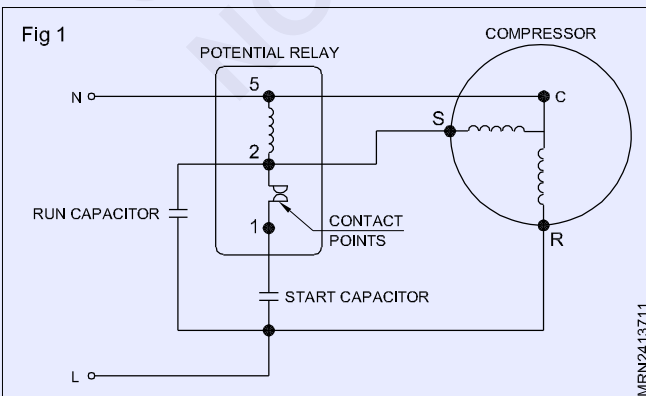 Fig 1
COMPRESSOR
POTENTIAL RELAY
N
5
C
S
2
RUN CAPACITOR
1
CONTACT
POINTS
R
START CAPACITOR
L
MRN2413711